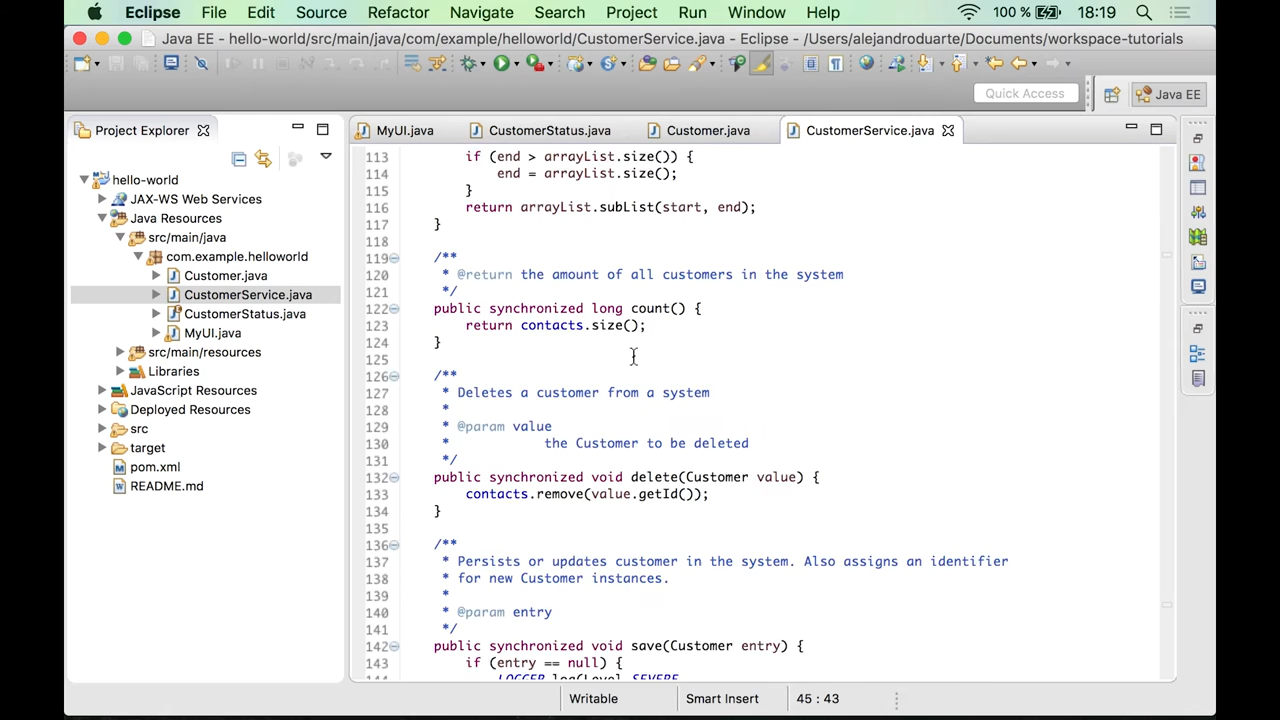 Eclipse File Edit Source Refactor Navigate Search Project Run Window Help 100 % 18:19
Java EE - hello-world/src/main/java/com/example/helloworld/CustomerService.java - Eclipse - /Users/alejandroduarte/Documents/workspace-tutorials
Quick Access Java EE
Project Explorer
hello-world
JAX-WS Web Services
Java Resources
src/main/java
com.example.helloworld
Customer.java
CustomerService.java
CustomerStatus.java
MyUI.java
src/main/resources
Libraries
JavaScript Resources
Deployed Resources
src
target
pom.xml
README.md
MyUI.java CustomerStatus.java Customer.java CustomerService.java
113 if (end > arrayList.size()) {
114 end = arrayList.size();
115 }
116 return arrayList.subList(start, end);
117 }
118
119 /**
120 * @return the amount of all customers in the system
121 */
122 public synchronized long count() {
123 return contacts.size();
124 }
125
126 /**
127 * Deletes a customer from a system
128 *
129 * @param value
130 * the Customer to be deleted
131 */
132 public synchronized void delete(Customer value) {
133 contacts.remove(value.getId());
134 }
135
136 /**
137 * Persists or updates customer in the system. Also assigns an identifier
138 * for new Customer instances.
139 *
140 * @param entry
141 */
142 public synchronized void save(Customer entry) {
143 if (entry == null) {
144 LOGGER.log(Level.SEVERE
Writable Smart Insert 45 : 43